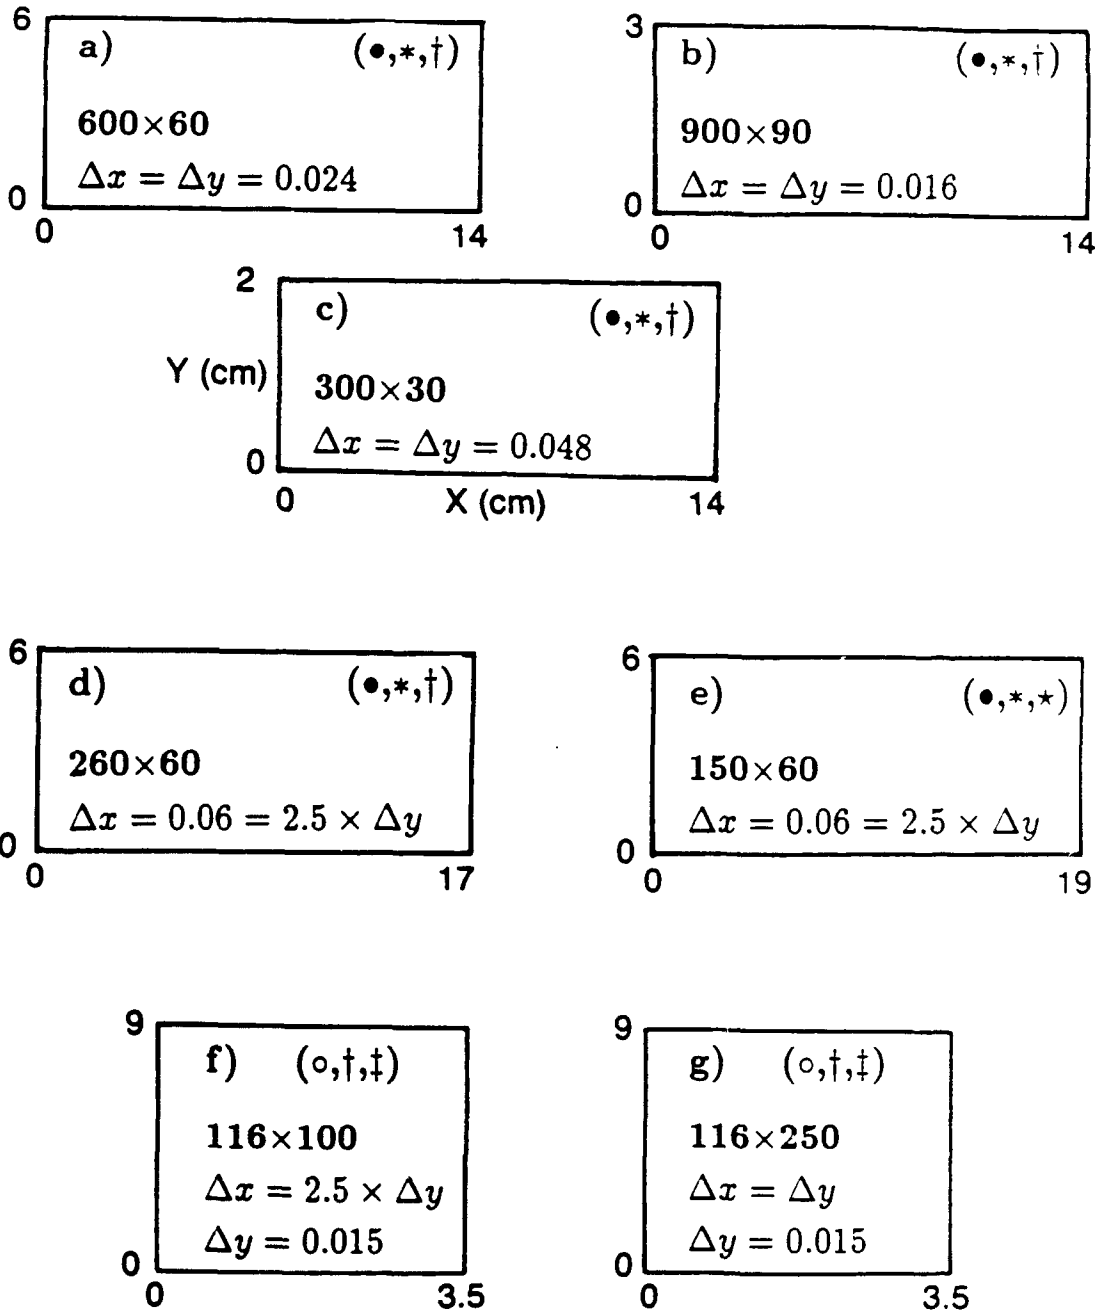 6
a) (●,*,†)
600×60
Δx = Δy = 0.024
0
0 14
3
b) (●,*,†)
900×90
Δx = Δy = 0.016
0
0 14
2
c) (●,*,†)
Y (cm)
300×30
Δx = Δy = 0.048
0
0 X (cm) 14
6
d) (●,*,†)
260×60
Δx = 0.06 = 2.5 × Δy
0
0 17
6
e) (●,*,⋆)
150×60
Δx = 0.06 = 2.5 × Δy
0
0 19
9
f) (○,†,‡)
116×100
Δx = 2.5 × Δy
Δy = 0.015
0
0 3.5
9
g) (○,†,‡)
116×250
Δx = Δy
Δy = 0.015
0
0 3.5